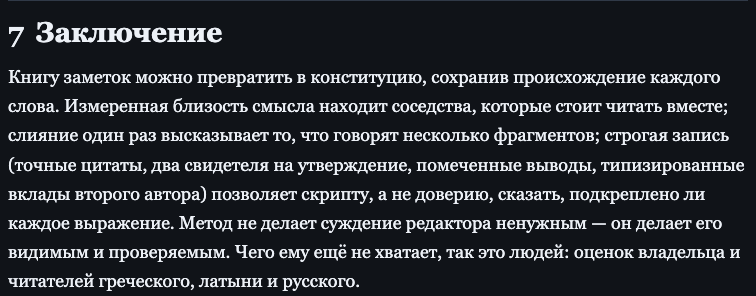 7 Заключение
Книгу заметок можно превратить в конституцию, сохранив происхождение каждого
слова. Измеренная близость смысла находит соседства, которые стоит читать вместе;
слияние один раз высказывает то, что говорят несколько фрагментов; строгая запись
(точные цитаты, два свидетеля на утверждение, помеченные выводы, типизированные
вклады второго автора) позволяет скрипту, а не доверию, сказать, подкреплено ли
каждое выражение. Метод не делает суждение редактора ненужным — он делает его
видимым и проверяемым. Чего ему ещё не хватает, так это людей: оценок владельца и
читателей греческого, латыни и русского.